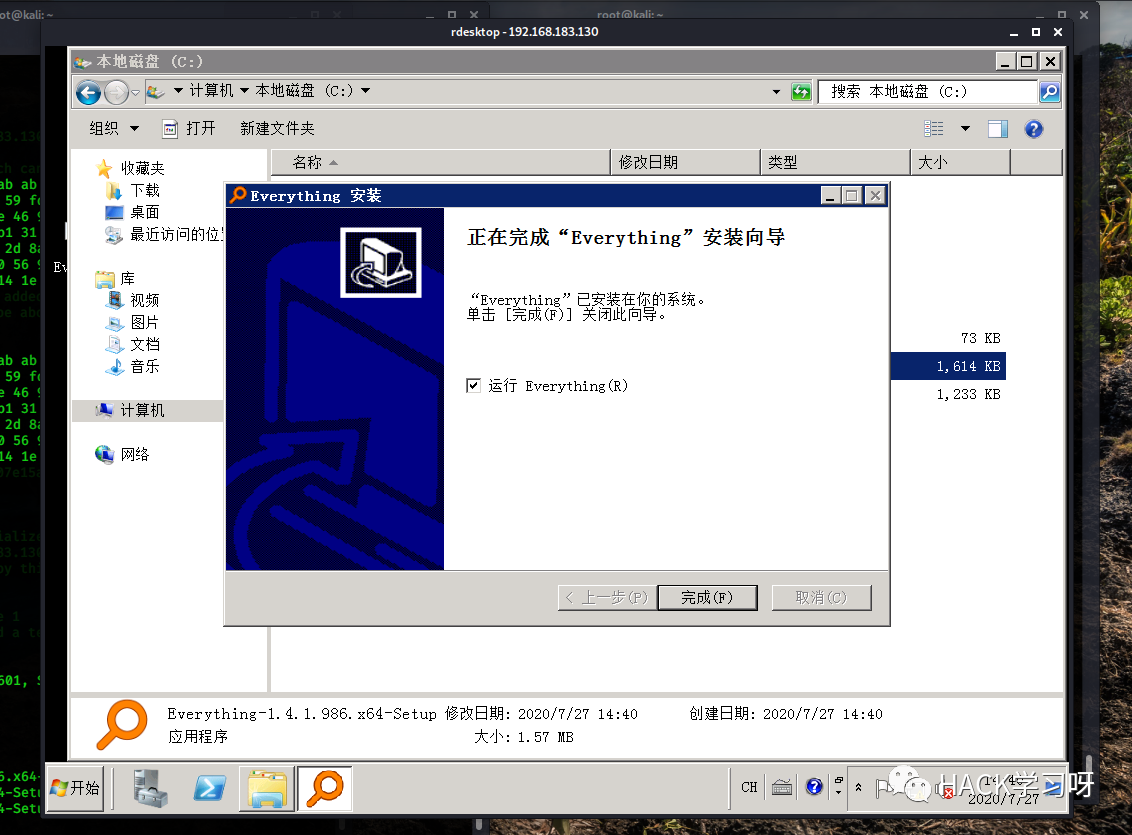 root@kali:~
rdesktop - 192.168.183.130
本地磁盘 (C:)
计算机 本地磁盘 (C:)
搜索 本地磁盘 (C:)
组织 打开 新建文件夹
名称 修改日期 类型 大小
收藏夹
下载
桌面
最近访问的位
库
视频
图片
文档
音乐
计算机
网络
Everything 安装
正在完成“Everything”安装向导
“Everything”已安装在你的系统。
单击 [完成(F)] 关闭此向导。
运行 Everything(R)
< 上一步(P) 完成(F) 取消(C)
73 KB
1,614 KB
1,233 KB
Everything-1.4.1.986.x64-Setup 修改日期: 2020/7/27 14:40 创建日期: 2020/7/27 14:40
应用程序 大小: 1.57 MB
开始
CH
2020/7/27
HACK学习呀